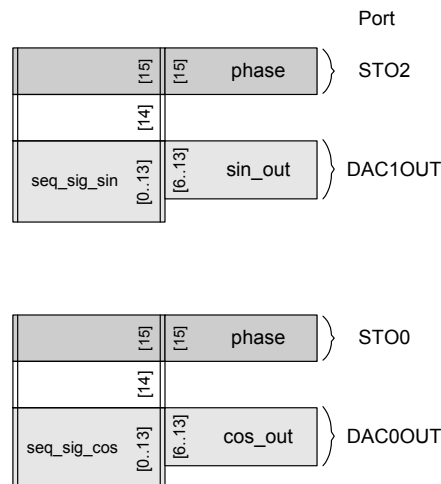 Port
[15] [15] phase STO2
[14]
seq_sig_sin [0..13] [6..13] sin_out DAC1OUT
[15] [15] phase STO0
[14]
seq_sig_cos [0..13] [6..13] cos_out DAC0OUT